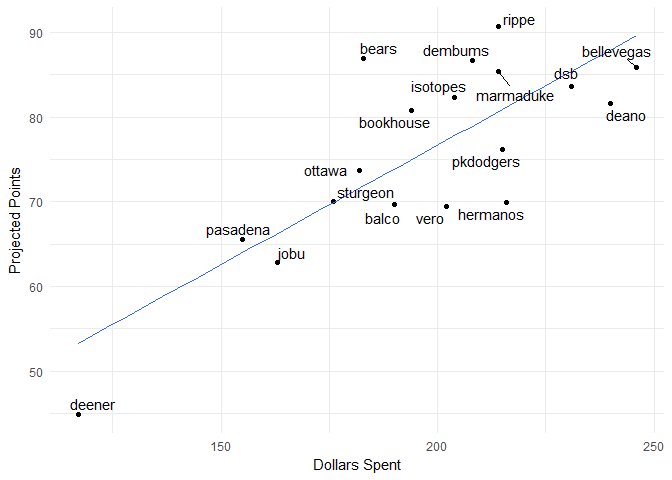 rippe
90
bears
dembums
bellevegas
dsb
isotopes
marmaduke
deano
bookhouse
80
pkdodgers
ottawa
sturgeon
70
balco
vero
hermanos
pasadena
jobu
60
50
deener
150
200
250
Dollars Spent
Projected Points